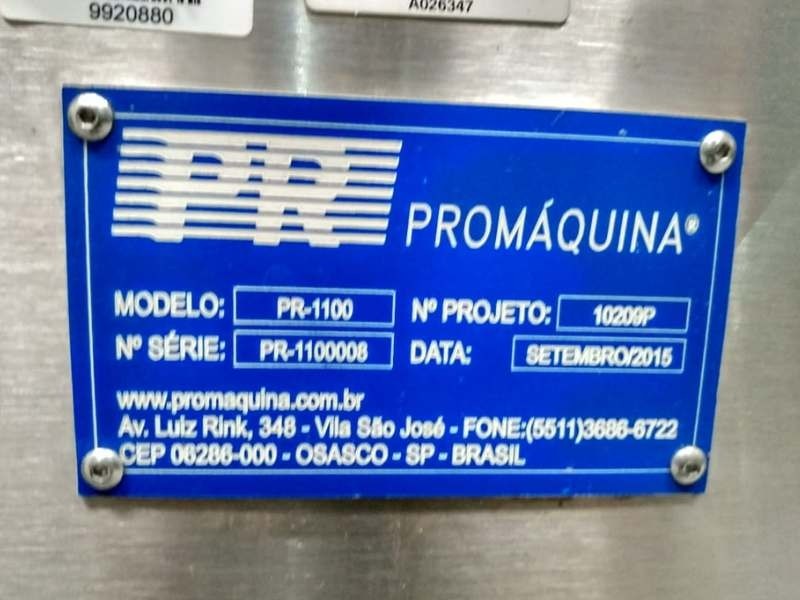 9920880
A026347
PR PROMÁQUINA®
MODELO: PR-1100 Nº PROJETO: 10209P
Nº SÉRIE: PR-1100008 DATA: SETEMBRO/2015
www.promaquina.com.br
Av. Luiz Rink, 348 - Vila São José - FONE:(5511)3686-6722
CEP 06286-000 - OSASCO - SP - BRASIL